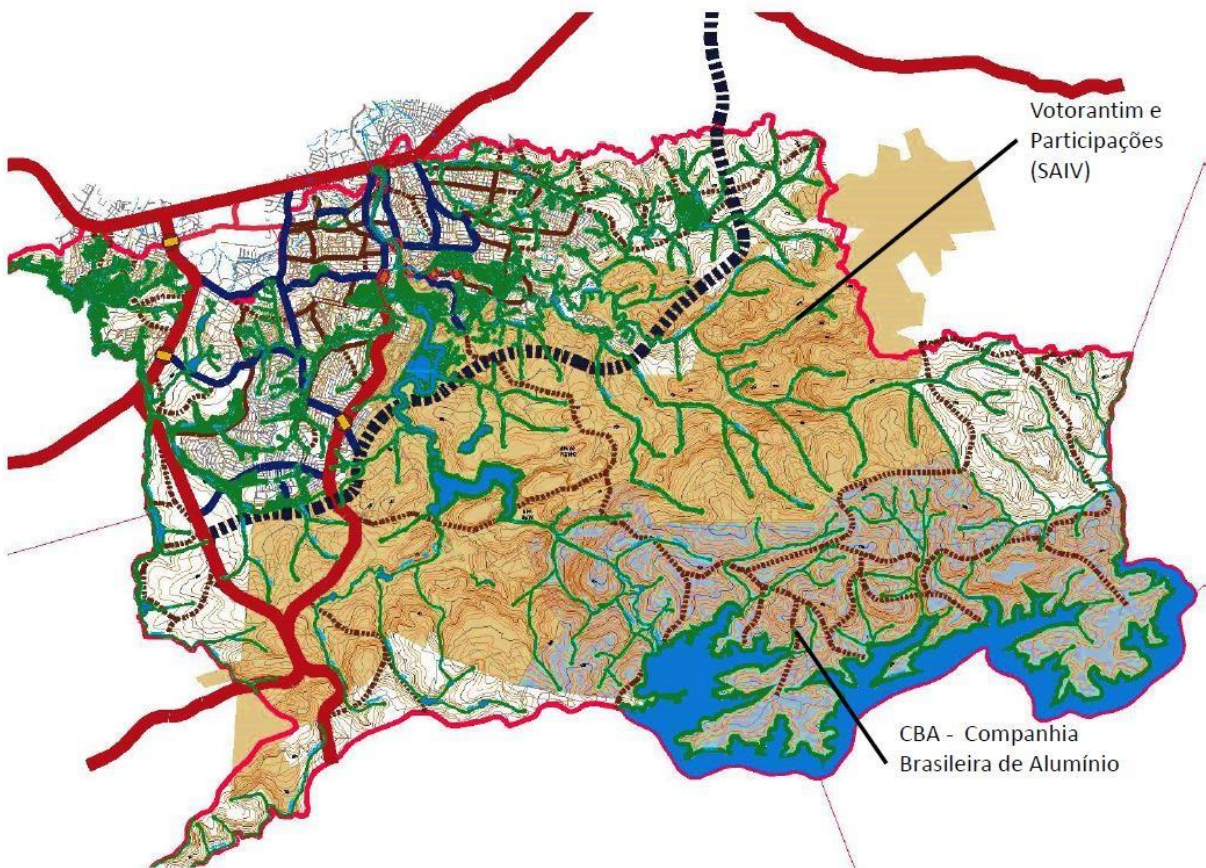 Votorantim e
Participações
(SAIV)
CBA - Companhia
Brasileira de Alumínio